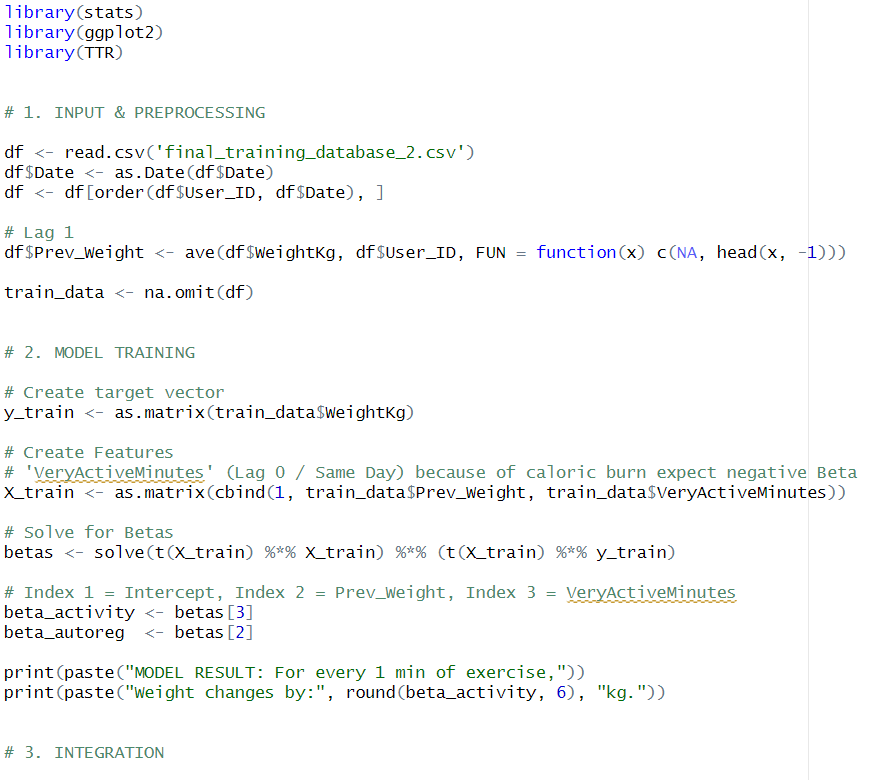 library(stats)
library(ggplot2)
library(TTR)
# 1. INPUT & PREPROCESSING
df <- read.csv('final_training_database_2.csv')
df$Date <- as.Date(df$Date)
df <- df[order(df$User_ID, df$Date), ]
# Lag 1
df$Prev_Weight <- ave(df$WeightKg, df$User_ID, FUN = function(x) c(NA, head(x, -1)))
train_data <- na.omit(df)
# 2. MODEL TRAINING
# Create target vector
y_train <- as.matrix(train_data$WeightKg)
# Create Features
# 'VeryActiveMinutes' (Lag 0 / Same Day) because of caloric burn expect negative Beta
X_train <- as.matrix(cbind(1, train_data$Prev_Weight, train_data$VeryActiveMinutes))
# Solve for Betas
betas <- solve(t(X_train) %*% X_train) %*% (t(X_train) %*% y_train)
# Index 1 = Intercept, Index 2 = Prev_Weight, Index 3 = VeryActiveMinutes
beta_activity <- betas[3]
beta_autoreg  <- betas[2]
print(paste("MODEL RESULT: For every 1 min of exercise,"))
print(paste("Weight changes by:", round(beta_activity, 6), "kg."))
# 3. INTEGRATION